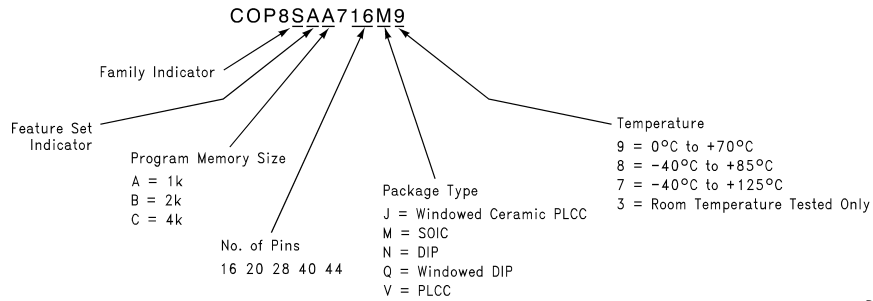 COP8SAA716M9
Family Indicator
Feature Set
Indicator
Program Memory Size
A = 1k
B = 2k
C = 4k
No. of Pins
16 20 28 40 44
Package Type
J = Windowed Ceramic PLCC
M = SOIC
N = DIP
Q = Windowed DIP
V = PLCC
Temperature
9 = 0°C to +70°C
8 = -40°C to +85°C
7 = -40°C to +125°C
3 = Room Temperature Tested Only